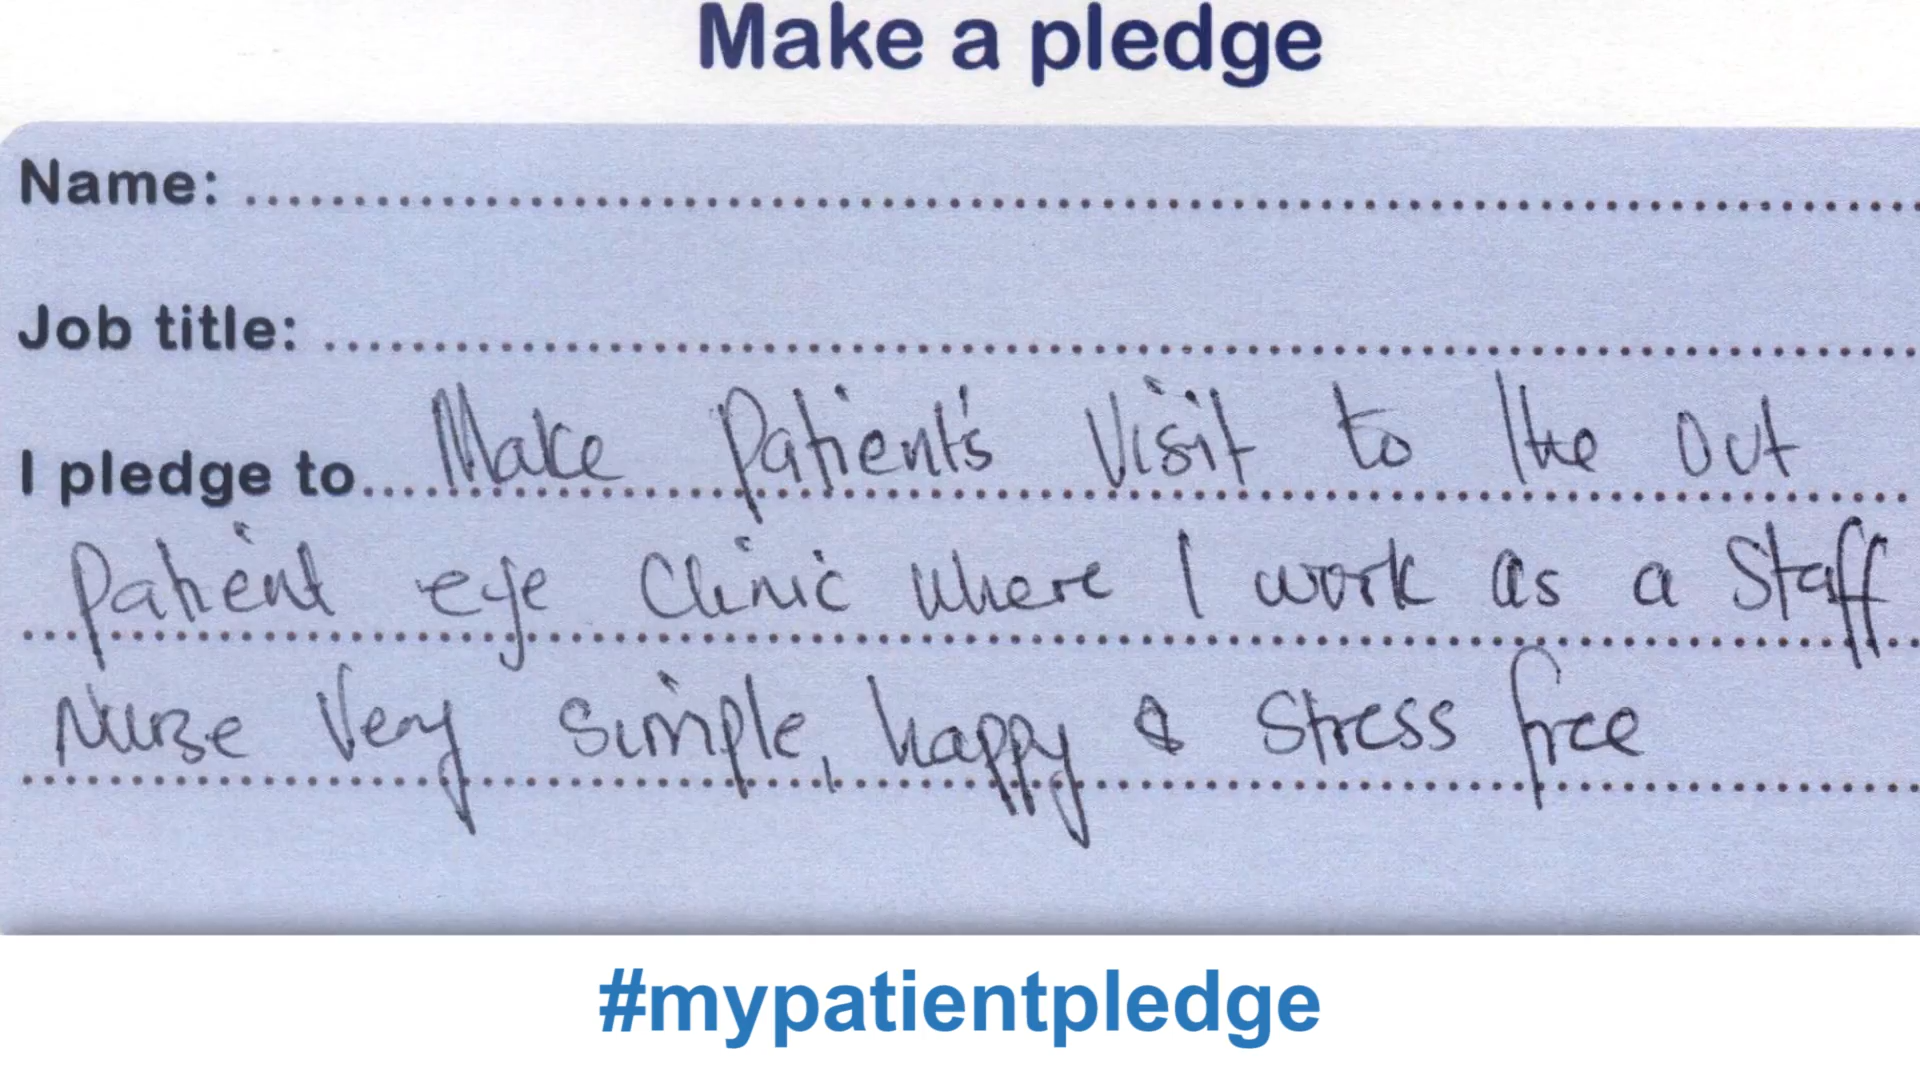 Make a pledge
Name: ..........
Job title: ..........
I pledge to.... Make Patient's Visit to the Out
Patient eye Clinic where I work as a Staff
Nurse Very simple, happy & Stress free
#mypatientpledge